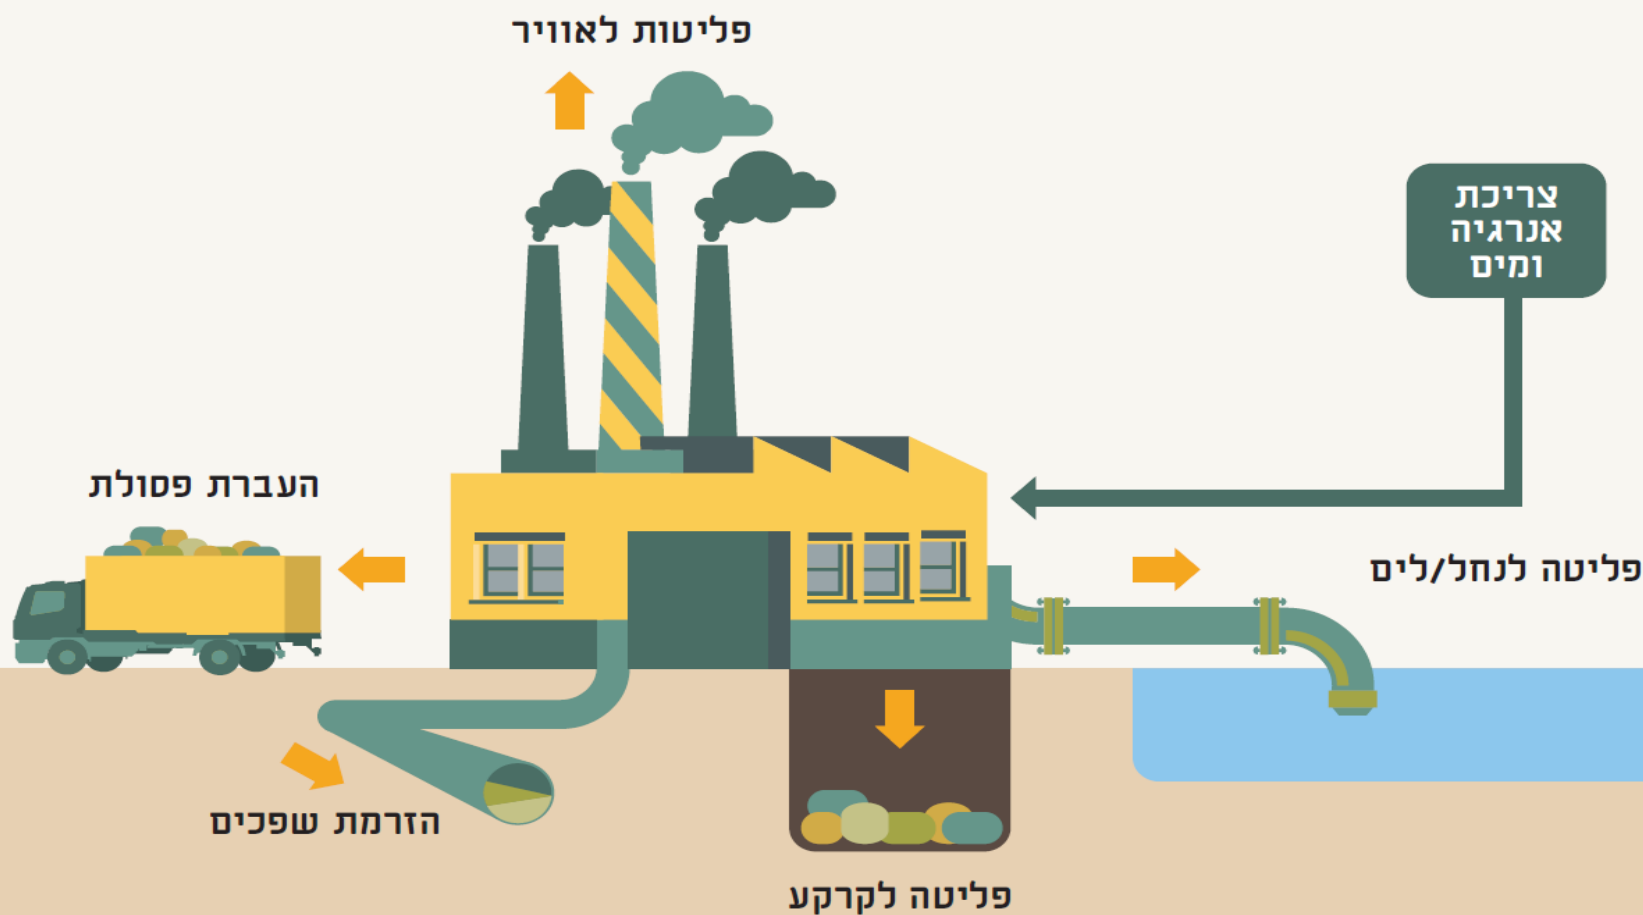 פליטות לאוויר
צריכת
אנרגיה
ומים
העברת פסולת
פליטה לנחל/לים
הזרמת שפכים
פליטה לקרקע